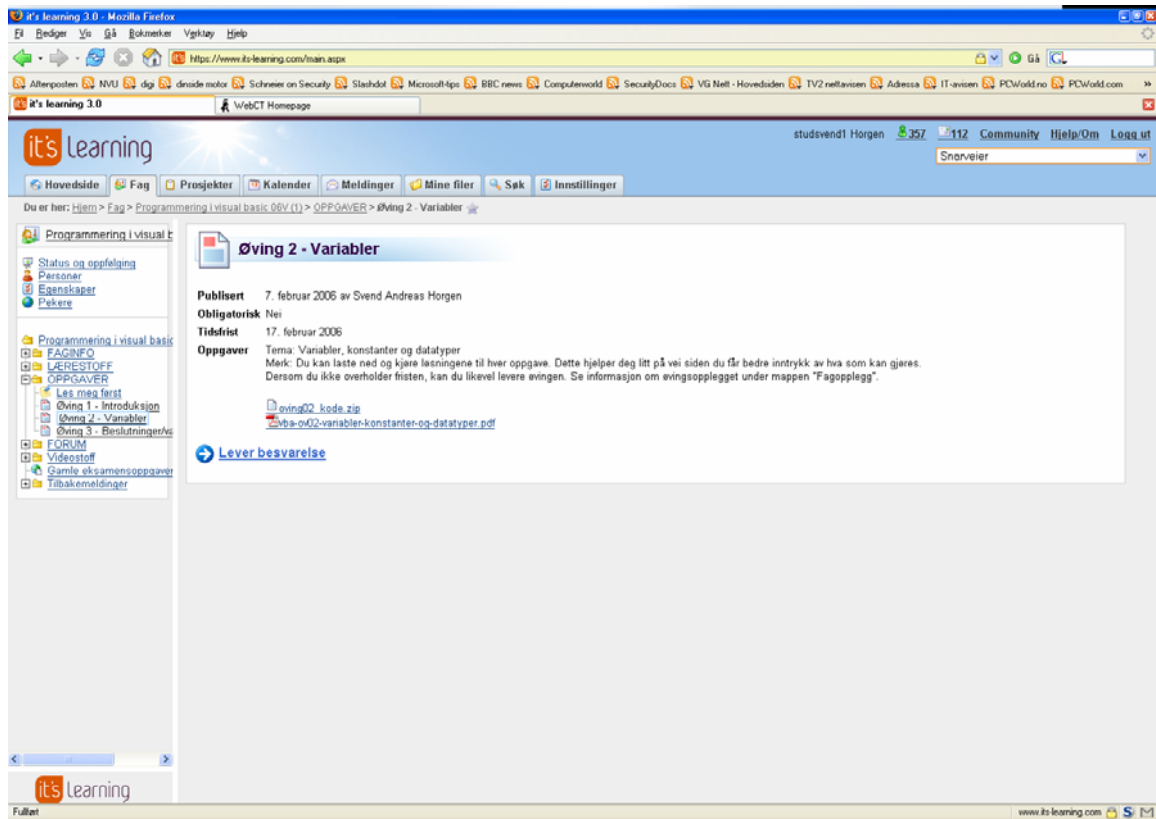 it's learning 3.0 - Mozilla Firefox
Fil Rediger Vis Gå Bokmerker Verktøy Hjelp
https://www.its-learning.com/main.aspx Gå
Aftenposten NVU digi dinside motor Schneier on Security Slashdot Microsoft-tips BBC news Computerworld SecurityDocs VG Nett - Hovedsiden TV2 nettavisen Adressa IT-avisen PCWorld.no PCWorld.com »
it's learning 3.0 WebCT Homepage
studsvend1 Horgen 357 112 Community Hjelp/Om Logg ut
it's learning
Snarveier
Hovedside Fag Prosjekter Kalender Meldinger Mine filer Søk Innstillinger
Du er her: Hjem > Fag > Programmering i visual basic 06V (1) > OPPGAVER > Øving 2 - Variabler
Programmering i visual b
Status og oppfølging
Personer
Egenskaper
Pekere
Programmering i visual basic
FAGINFO
LÆRESTOFF
OPPGAVER
Les meg først
Øving 1 - Introduksjon
Øving 2 - Variabler
Øving 3 - Beslutninger/va
FORUM
Videostoff
Gamle eksamensoppgaver
Tilbakemeldinger
Øving 2 - Variabler
Publisert 7. februar 2006 av Svend Andreas Horgen
Obligatorisk Nei
Tidsfrist 17. februar 2006
Oppgaver Tema: Variabler, konstanter og datatyper
Merk: Du kan laste ned og kjøre løsningene til hver oppgave. Dette hjelper deg litt på vei siden du får bedre inntrykk av hva som kan gjøres.
Dersom du ikke overholder fristen, kan du likevel levere øvingen. Se informasjon om øvingsopplegget under mappen "Fagopplegg".
oving02_kode.zip
vba-ov02-variabler-konstanter-og-datatyper.pdf
Lever besvarelse
it's learning
Fullført www.its-learning.com